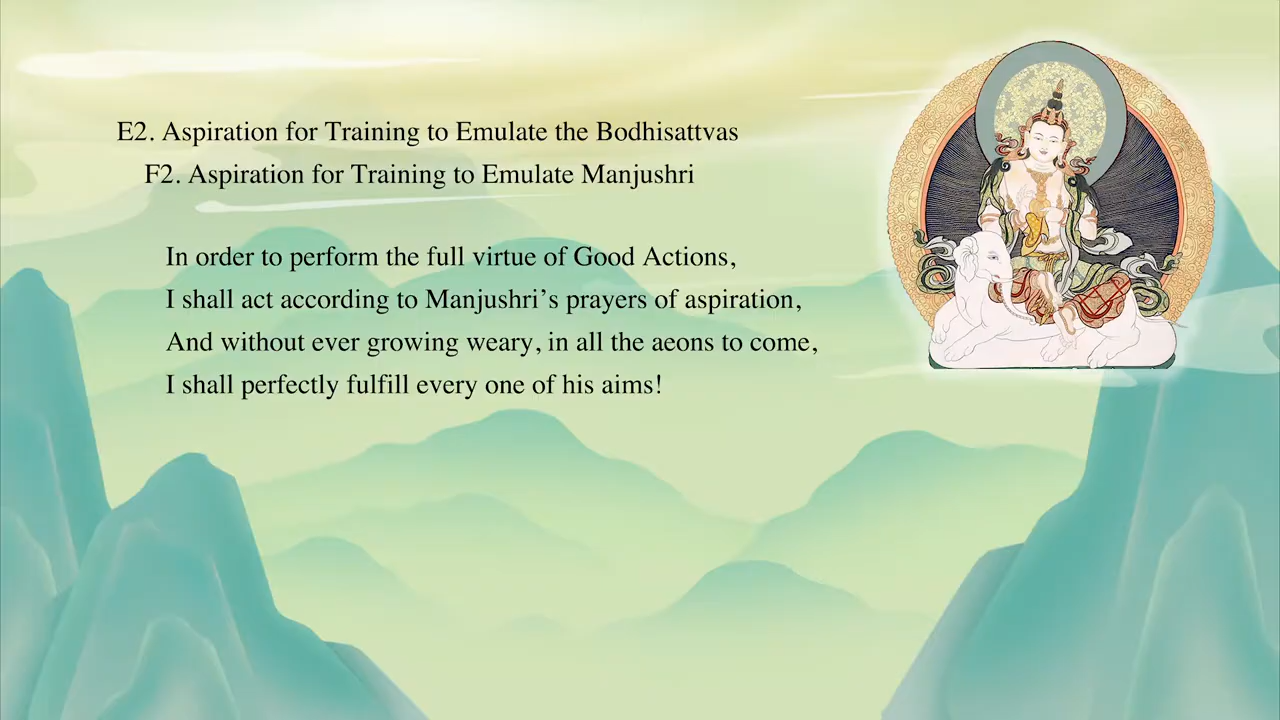 E2. Aspiration for Training to Emulate the Bodhisattvas
F2. Aspiration for Training to Emulate Manjushri
In order to perform the full virtue of Good Actions,
I shall act according to Manjushri’s prayers of aspiration,
And without ever growing weary, in all the aeons to come,
I shall perfectly fulfill every one of his aims!